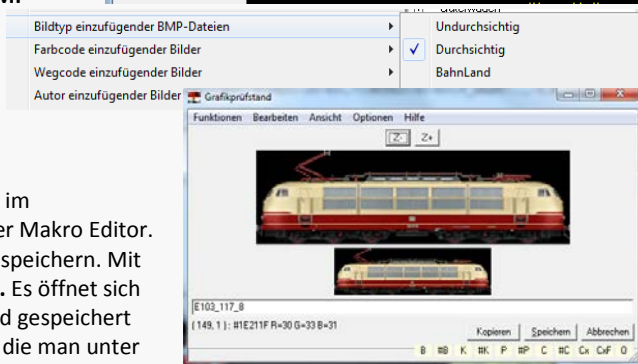 Bildtyp einzufügender BMP-Dateien
Undurchsichtig
Farbcode einzufügender Bilder
Durchsichtig
Wegcode einzufügender Bilder
BahnLand
Autor einzufügender Bilder
Grafikprüfstand
Funktionen Bearbeiten Ansicht Optionen Hilfe
Z- Z+
im
er Makro Editor.
speichern. Mit
. Es öffnet sich
d gespeichert
die man unter
E103_117_8
( 149, 1 ): #1E211F R=30 G=33 B=31
Kopieren Speichern Abbrechen
B #B K #K P #P C #C Cx CxF O